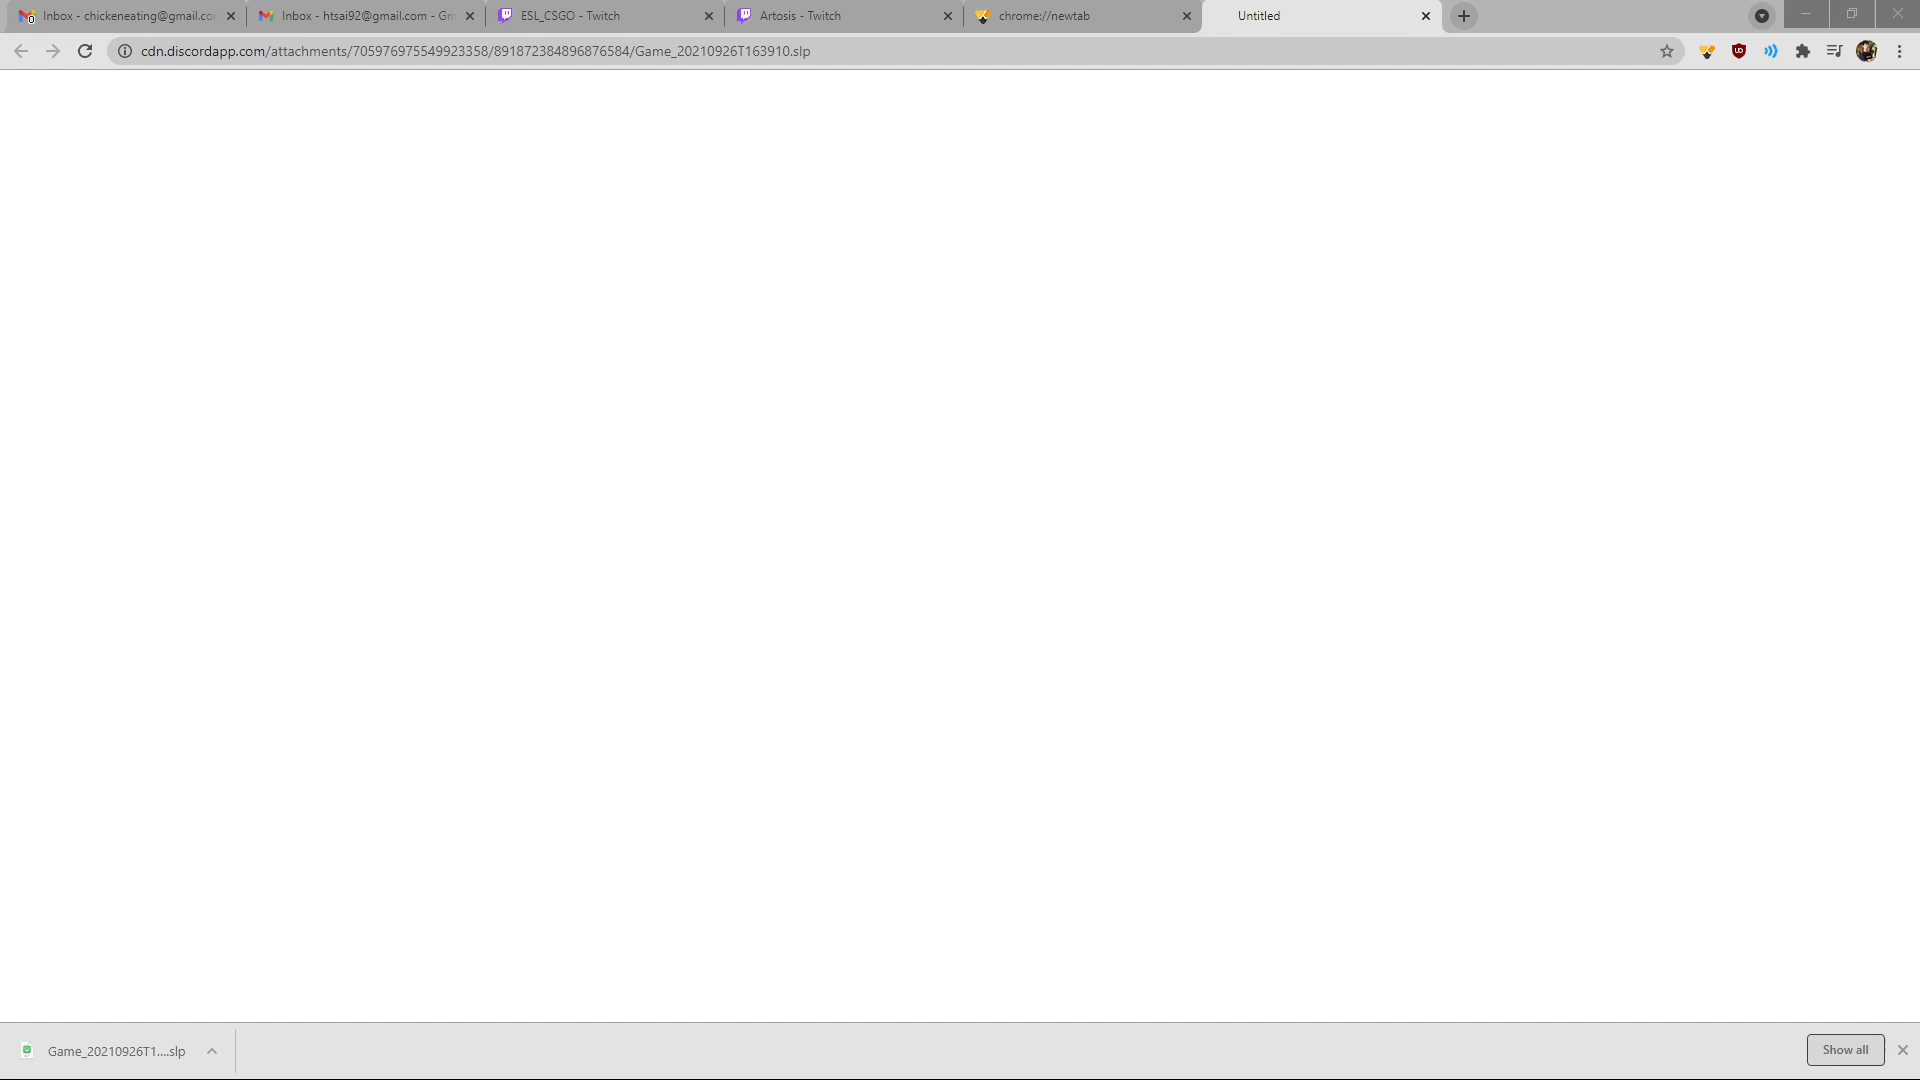 Inbox - chickeneating@gmail.co
Inbox - htsai92@gmail.com - Gm
ESL_CSGO - Twitch
Artosis - Twitch
chrome://newtab
Untitled
cdn.discordapp.com/attachments/705976975549923358/891872384896876584/Game_20210926T163910.slp
Game_20210926T1....slp
Show all